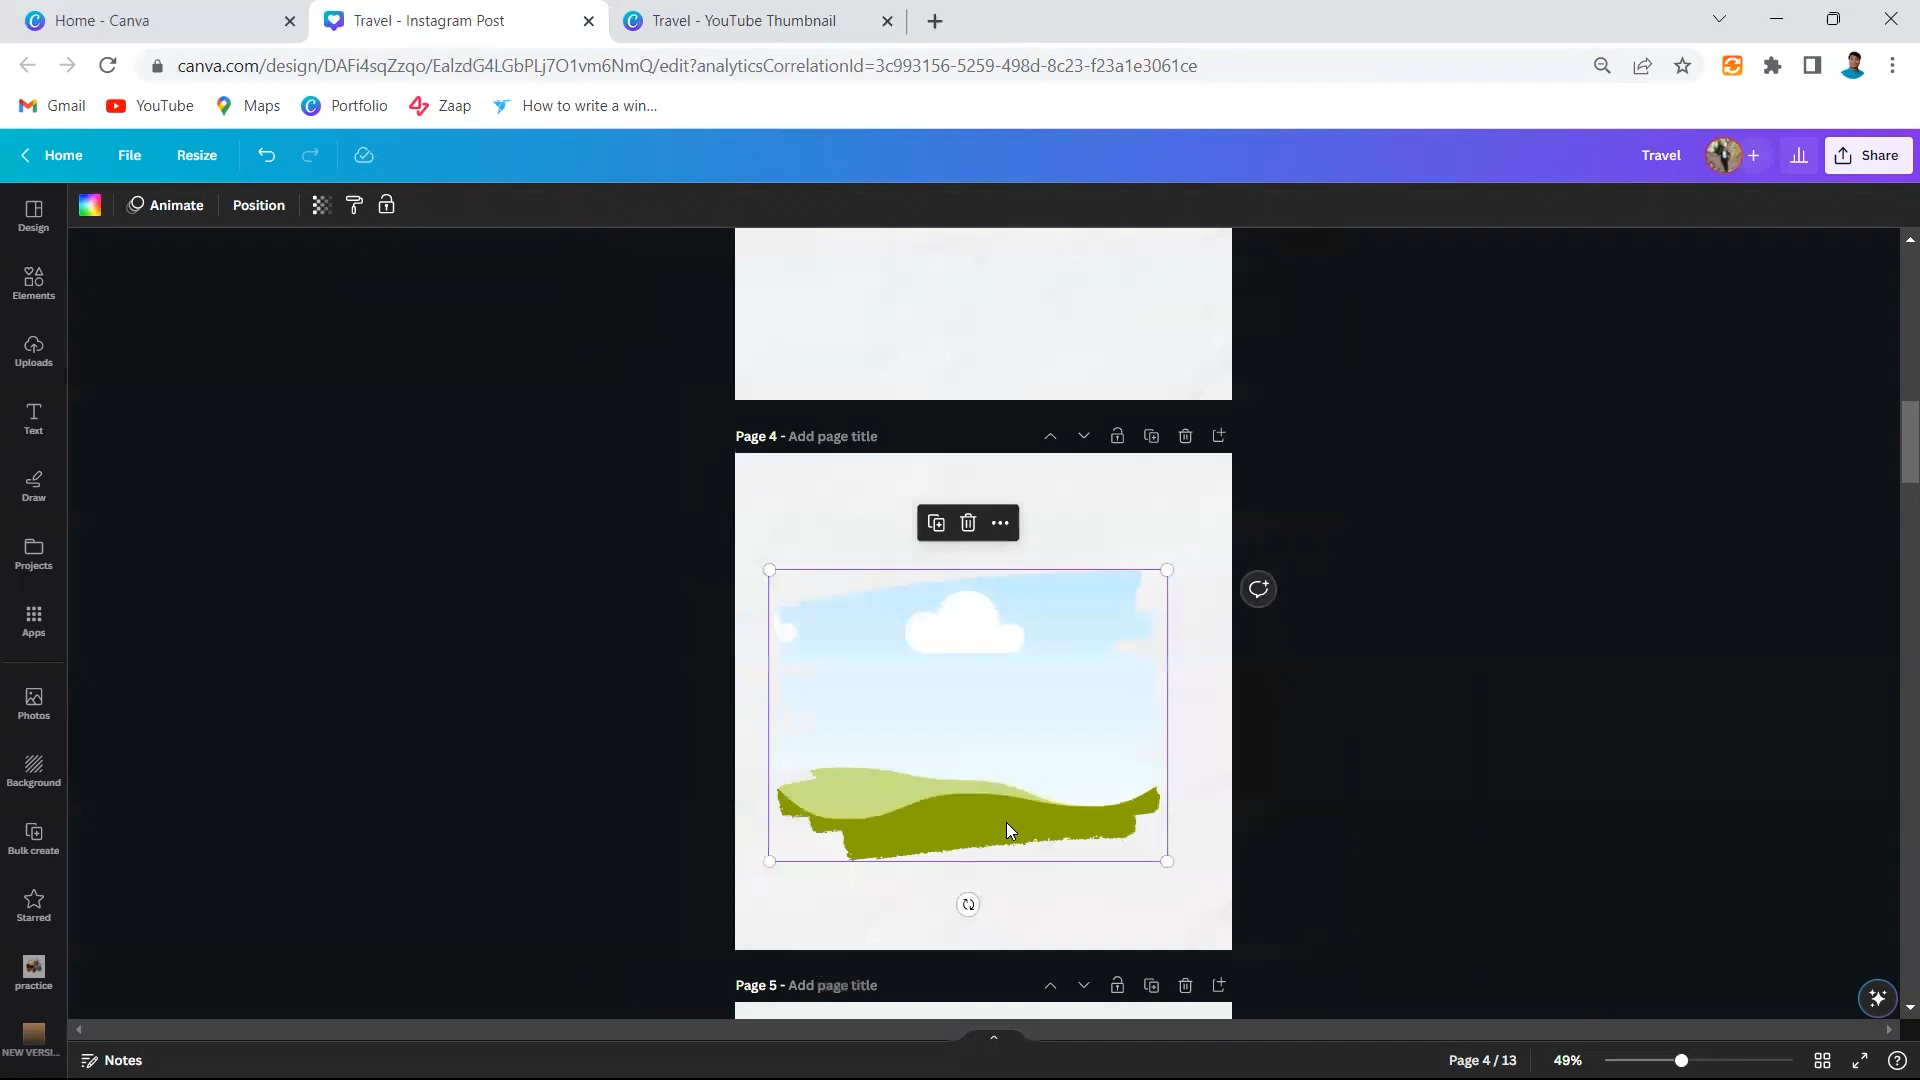 Home - Canva
Travel - Instagram Post
Travel - YouTube Thumbnail
canva.com/design/DAFi4sqZzqo/EalzdG4LGbPLj7O1vm6NmQ/edit?analyticsCorrelationId=3c993156-5259-498d-8c23-f23a1e3061ce
Gmail
YouTube
Maps
Portfolio
Zaap
How to write a win...
Home
File
Resize
Travel
Share
Animate
Position
Design
Elements
Uploads
Text
Draw
Projects
Apps
Photos
Background
Bulk create
Starred
practice
NEW VERSI...
Page 4 - Add page title
Page 5 - Add page title
Notes
Page 4 / 13
49%